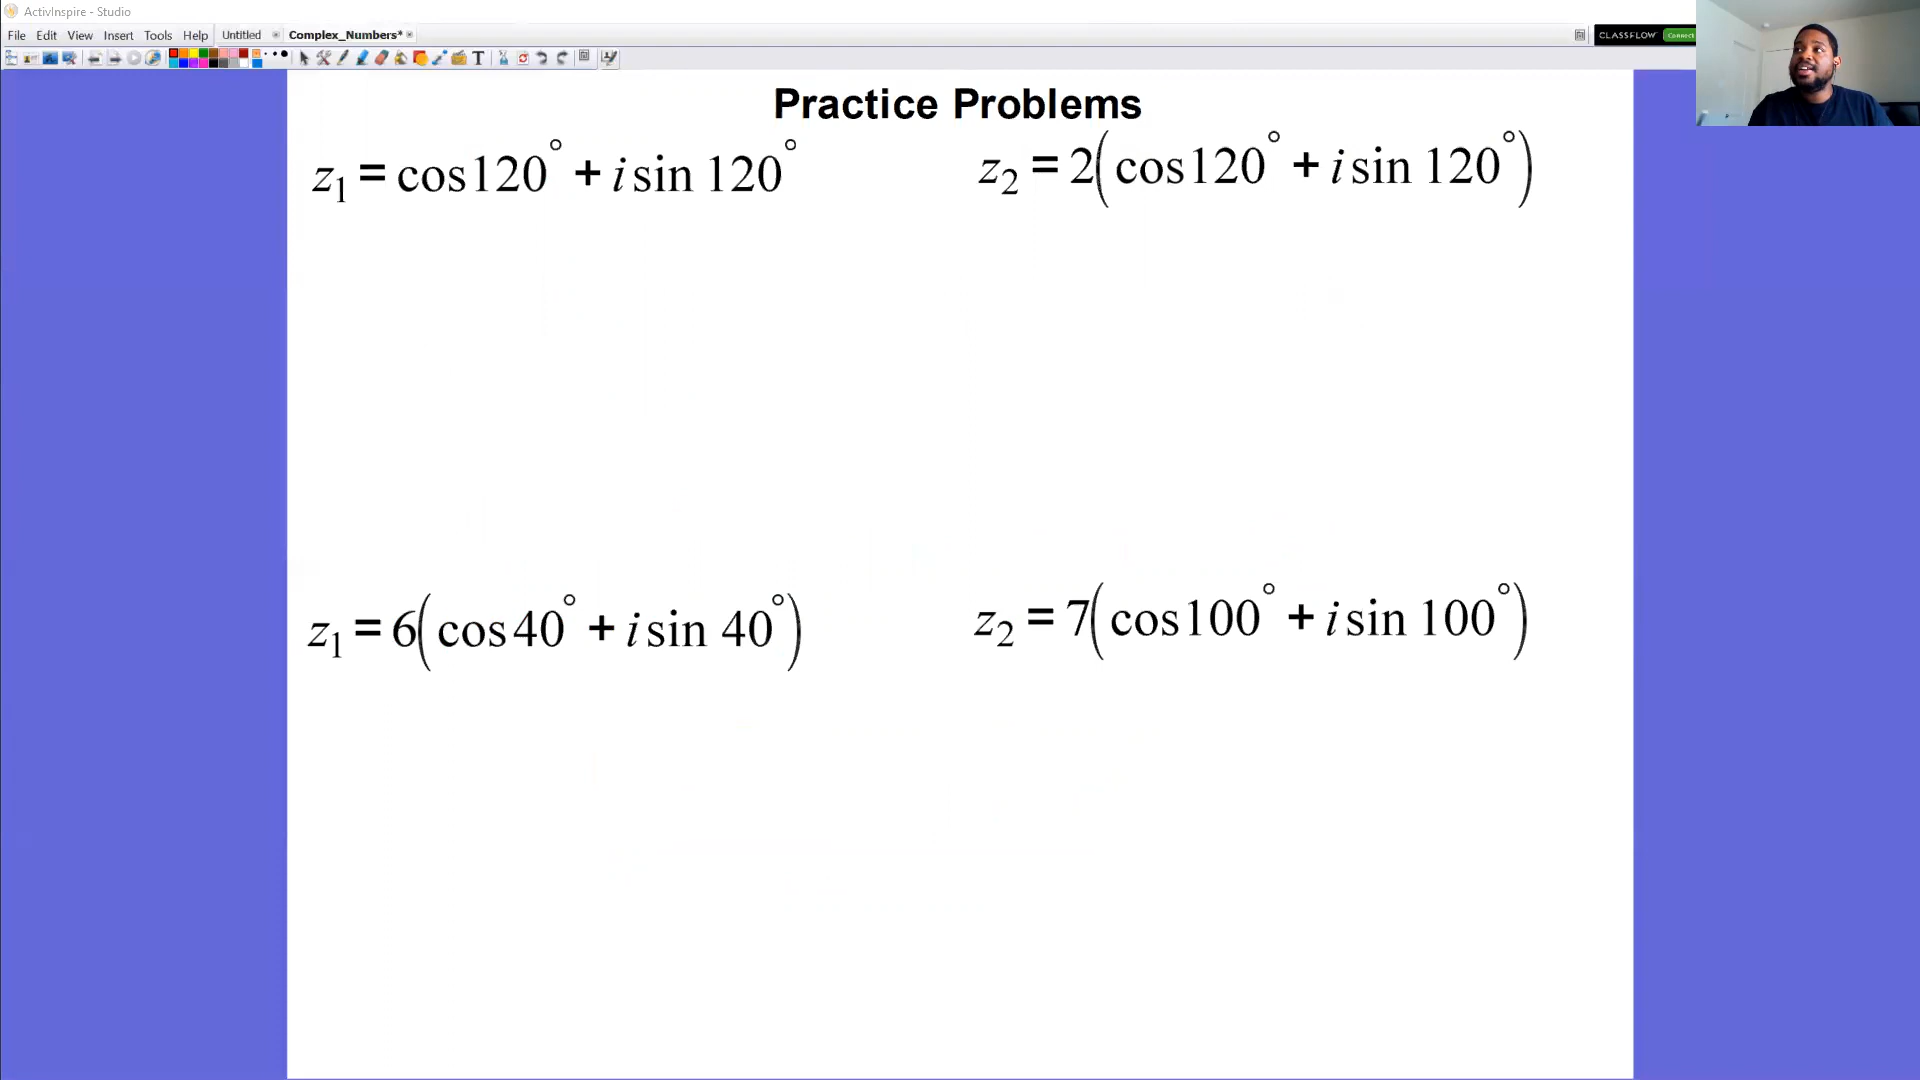 ActivInspire - Studio
File Edit View Insert Tools Help Untitled Complex_Numbers*
CLASSFLOW Connect
Practice Problems
z₁ = cos120° + i sin 120°
z₂ = 2(cos120° + i sin 120°)
z₁ = 6(cos40° + i sin 40°)
z₂ = 7(cos100° + i sin 100°)